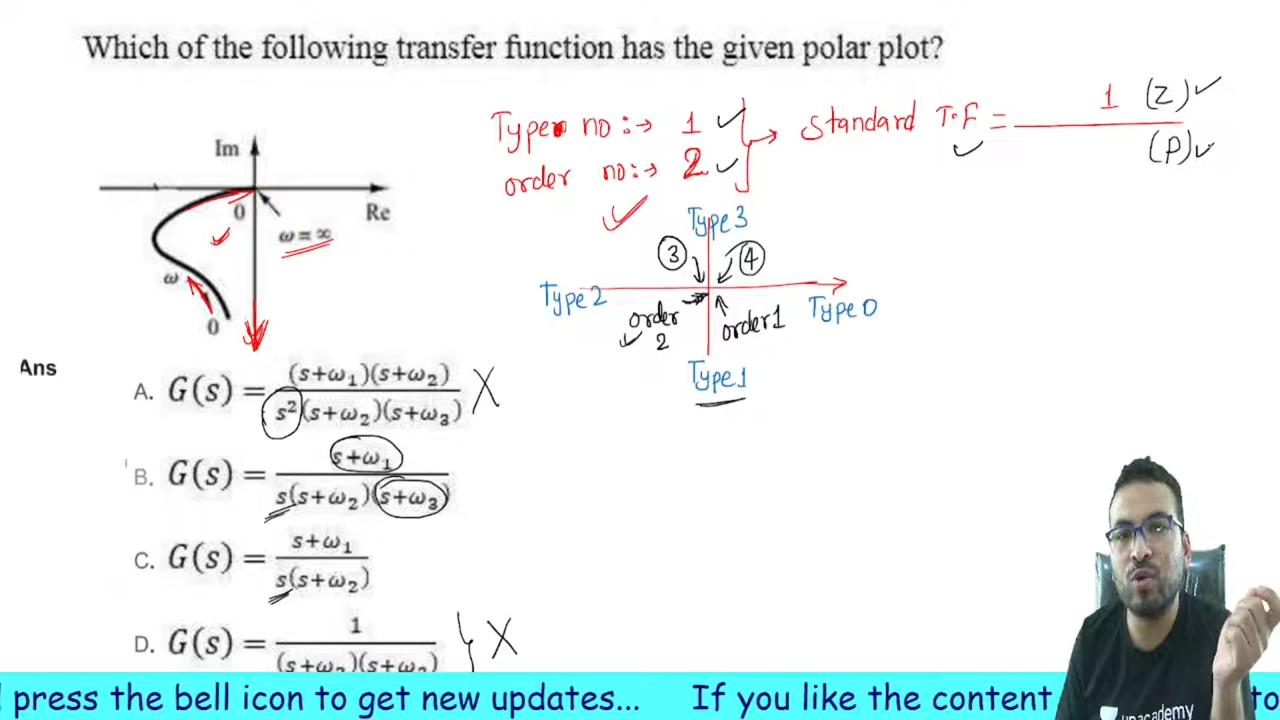 Which of the following transfer function has the given polar plot?
Type no :→ 1
order no :→ 2
Standard T.F = 1 (Z) / (P)
Im
0
Re
ω = ∞
ω
0
Type 3
3
4
Type 2
Type 0
order 2
order 1
Type 1
Ans
A. G(s) = (s+ω₁)(s+ω₂) / s²(s+ω₂)(s+ω₃) X
B. G(s) = s+ω₁ / s(s+ω₂)(s+ω₃)
C. G(s) = s+ω₁ / s(s+ω₂)
D. G(s) = 1 / (s+ω₂)(s+ω₃) X
press the bell icon to get new updates... If you like the content
unacademy